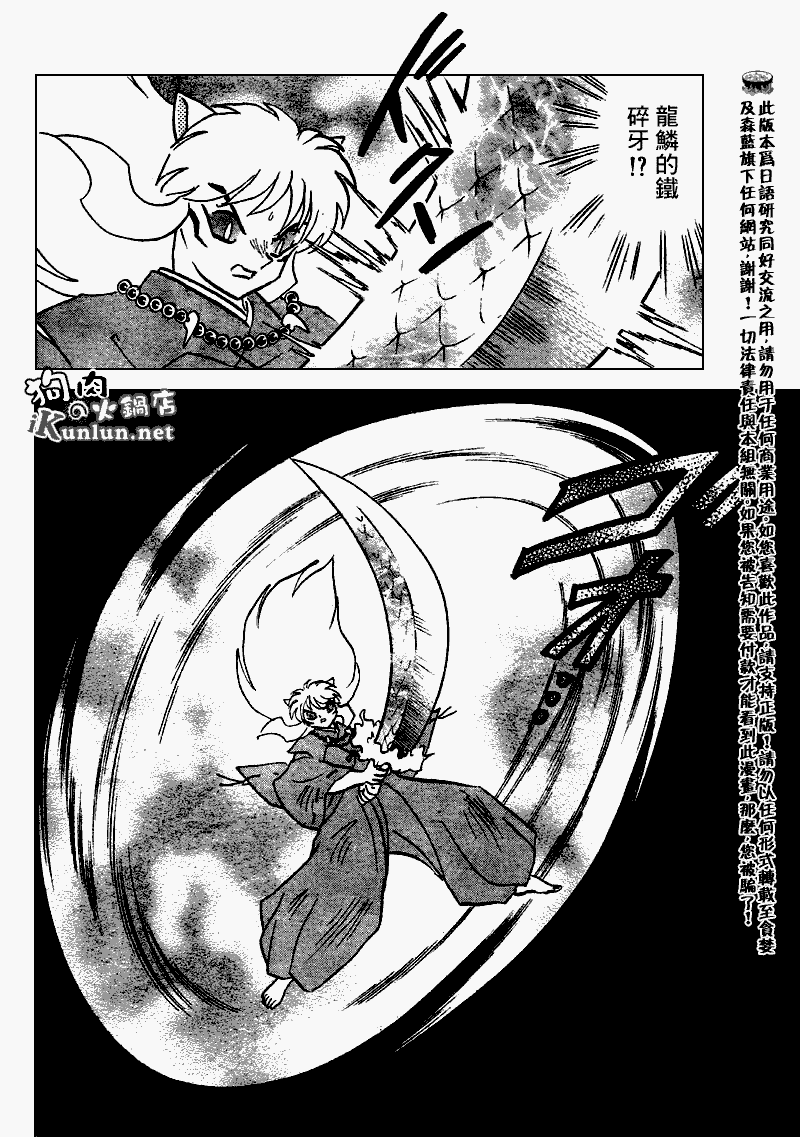 龍鱗的鐵
碎牙!?
此版本爲日語研究同好交流之用,請勿用于任何商業用途,如您喜歡此作品,請支持正版!請勿以任何形式轉載至貪婪
及森藍旗下任何網站,謝謝!一切法律責任與本組無關,如果您被告知需要付款才能看到此漫畫,那麼,您被騙了!
狗肉の火鍋店
iKunlun.net
ゴオ